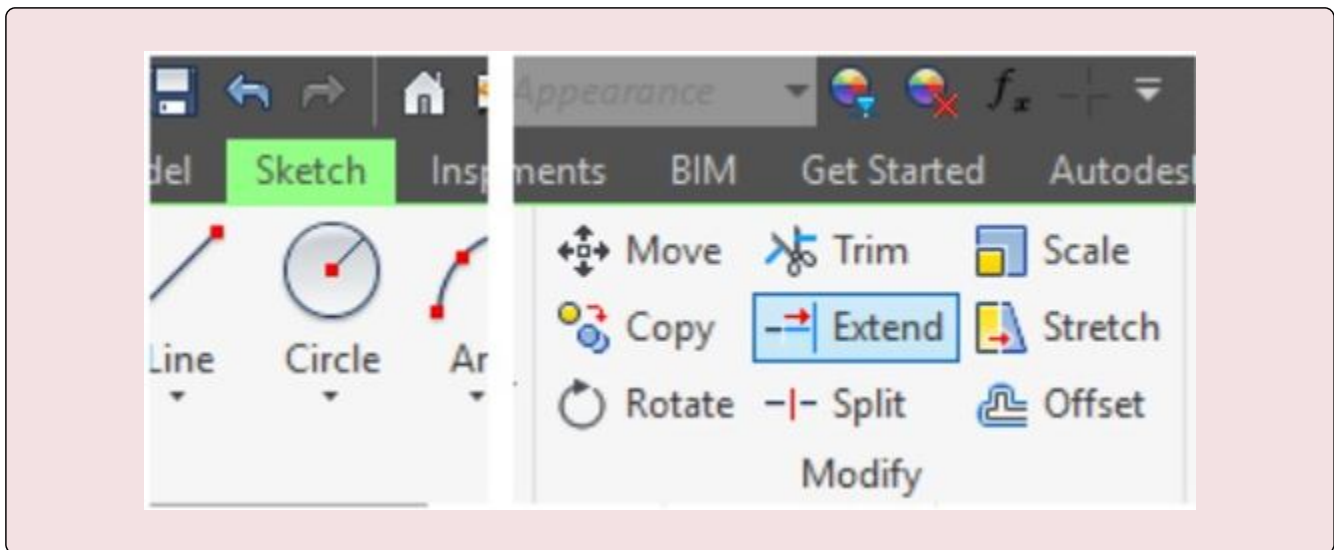 Appearance
del Sketch Insp
ments BIM Get Started Autodes
Line Circle Ar
Move Trim Scale
Copy Extend Stretch
Rotate Split Offset
Modify